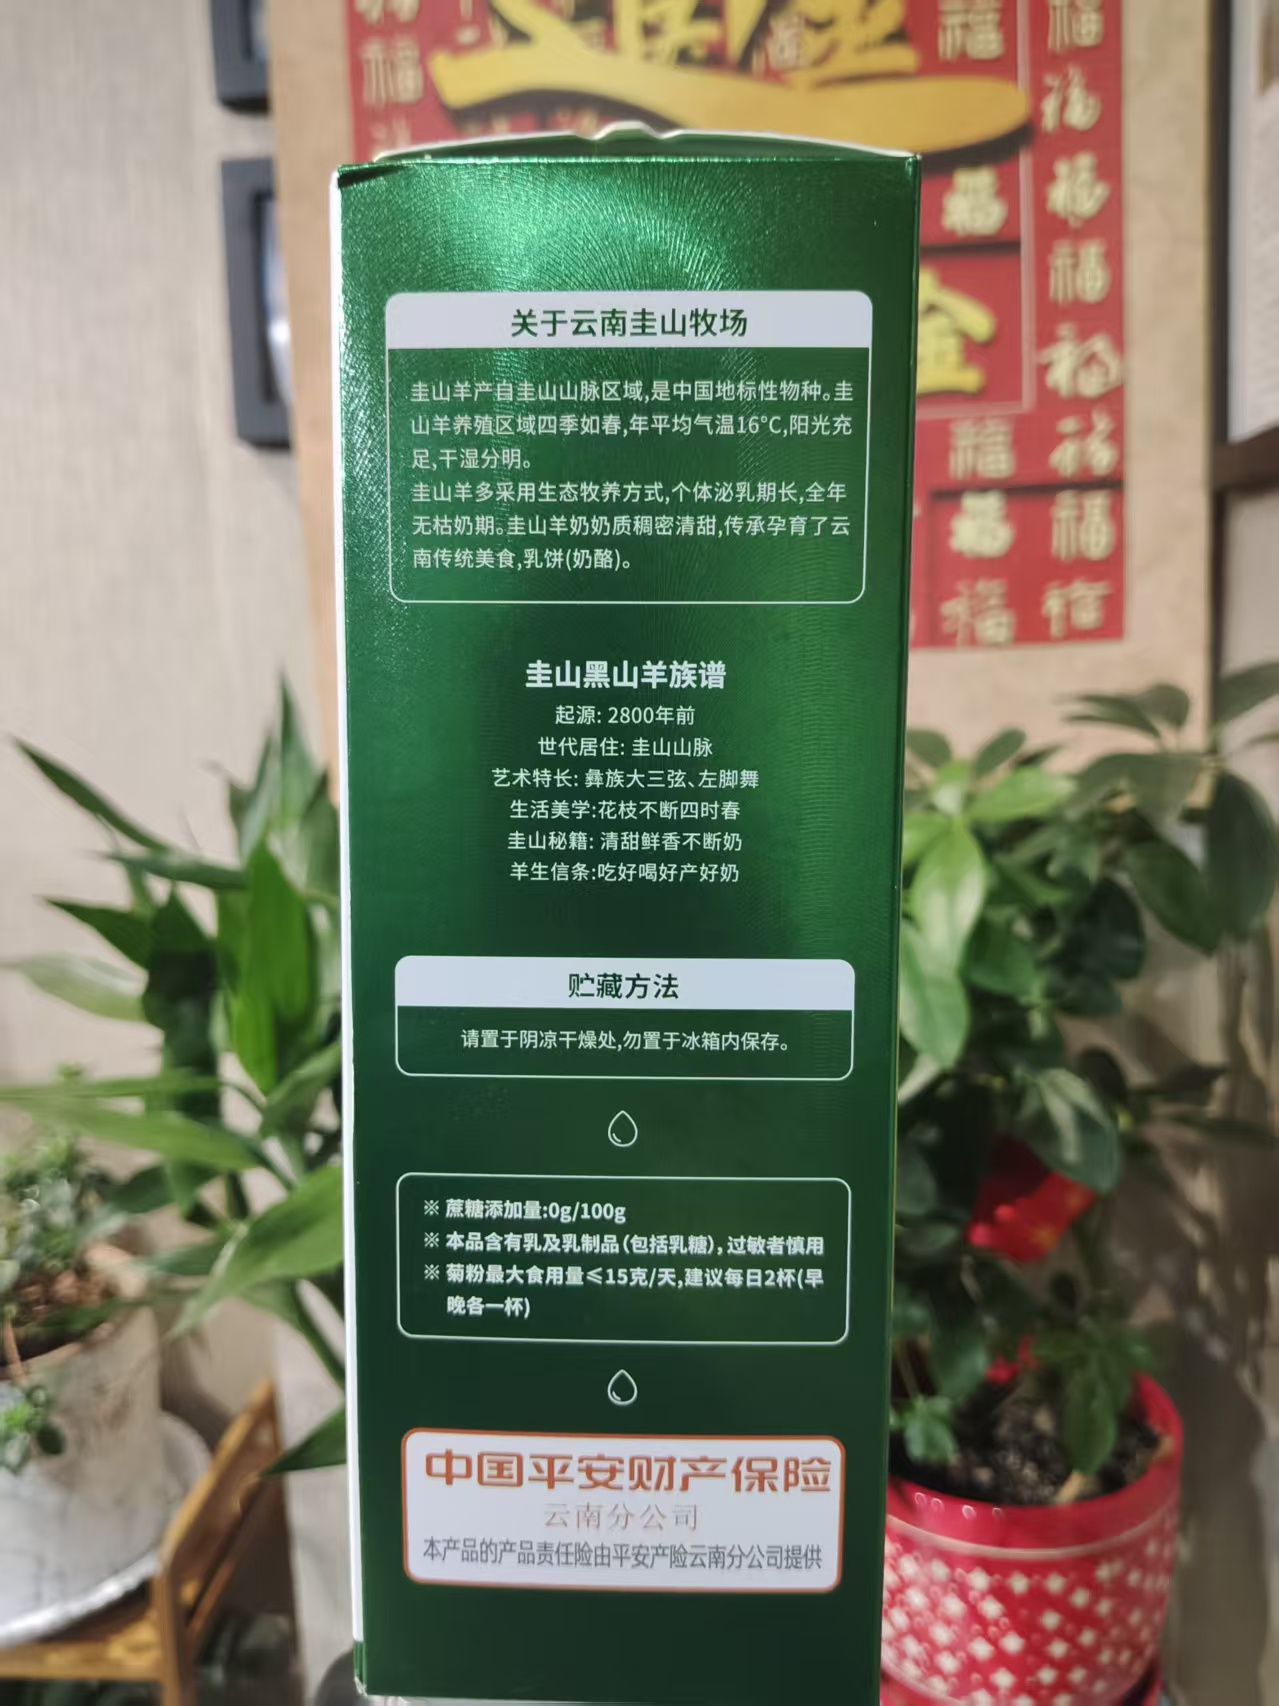 福
福
福
福
福
福
福
福
金
福
福
福
福
福
关于云南圭山牧场
圭山羊产自圭山山脉区域,是中国地标性物种。圭
山羊养殖区域四季如春,年平均气温16℃,阳光充
足,干湿分明。
圭山羊多采用生态牧养方式,个体泌乳期长,全年
无枯奶期。圭山羊奶奶质稠密清甜,传承孕育了云
南传统美食,乳饼(奶酪)。
圭山黑山羊族谱
起源: 2800年前
世代居住: 圭山山脉
艺术特长: 彝族大三弦、左脚舞
生活美学:花枝不断四时春
圭山秘籍: 清甜鲜香不断奶
羊生信条:吃好喝好产好奶
贮藏方法
请置于阴凉干燥处,勿置于冰箱内保存。
※ 蔗糖添加量:0g/100g
※ 本品含有乳及乳制品(包括乳糖),过敏者慎用
※ 菊粉最大食用量≤15克/天,建议每日2杯(早
晚各一杯)
中国平安财产保险
云南分公司
本产品的产品责任险由平安产险云南分公司提供